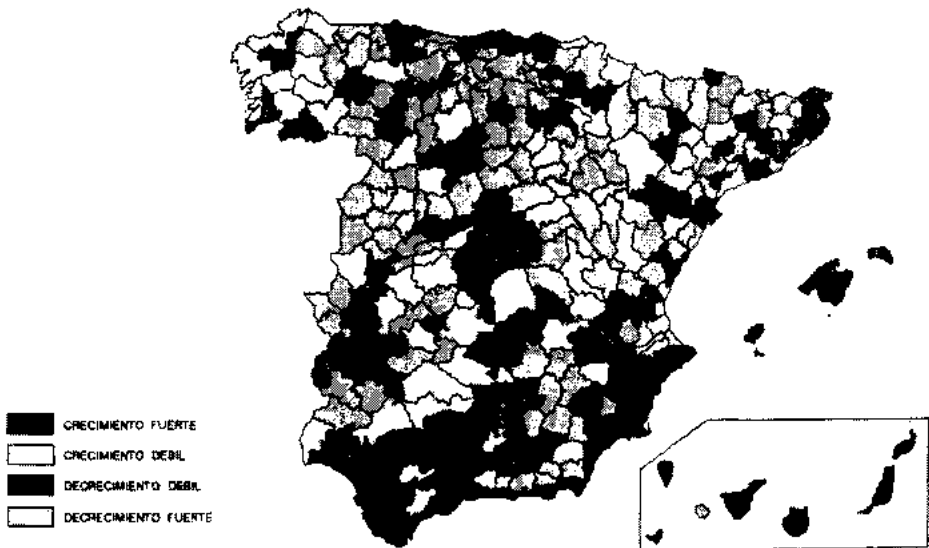 CRECIMIENTO FUERTE
CRECIMIENTO DEBIL
DECRECIMIENTO DEBIL
DECRECIMIENTO FUERTE